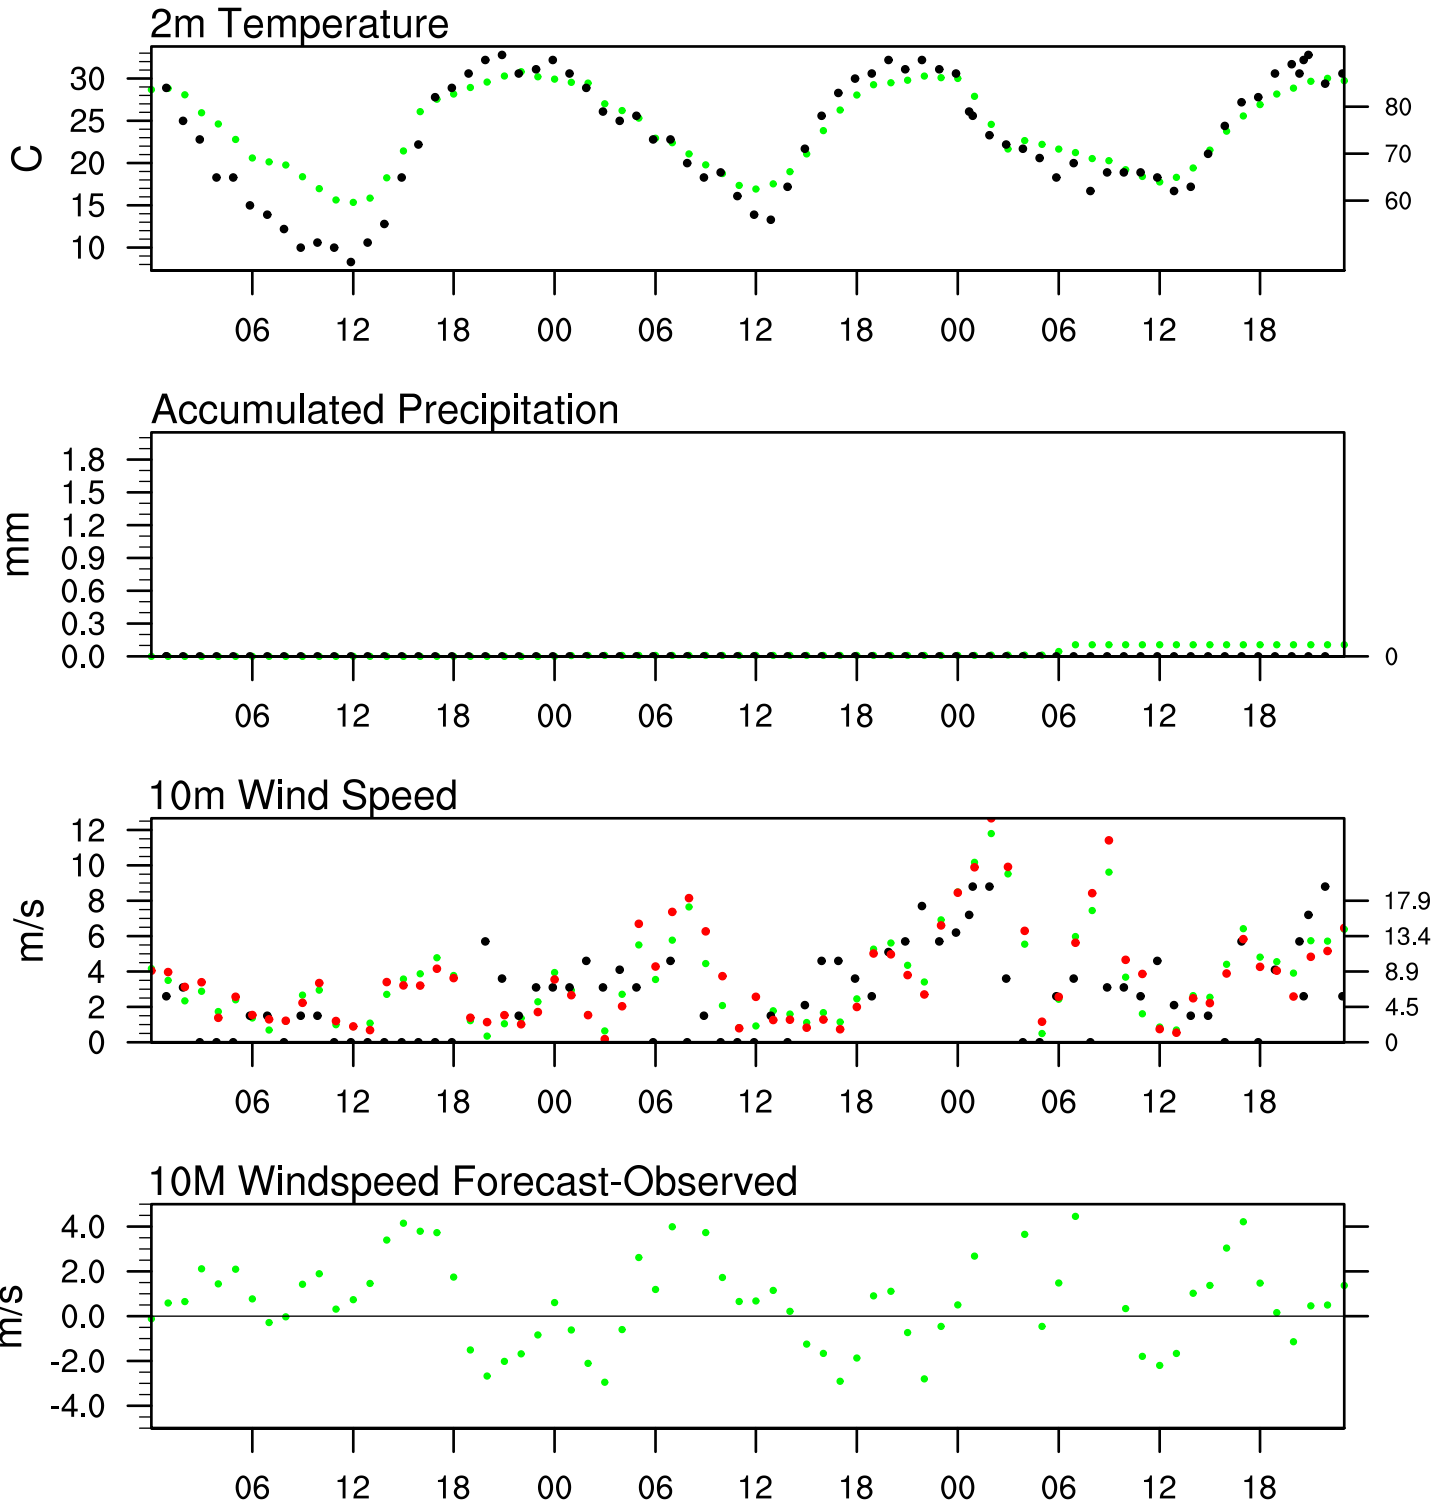 2m Temperature
30
25
20
15
10
C
80
70
60
06 12 18 00 06 12 18 00 06 12 18
Accumulated Precipitation
1.8
1.5
1.2
0.9
0.6
0.3
0.0
mm
0
06 12 18 00 06 12 18 00 06 12 18
10m Wind Speed
12
10
8
6
4
2
0
m/s
17.9
13.4
8.9
4.5
0
06 12 18 00 06 12 18 00 06 12 18
10M Windspeed Forecast-Observed
4.0
2.0
0.0
-2.0
-4.0
m/s
06 12 18 00 06 12 18 00 06 12 18